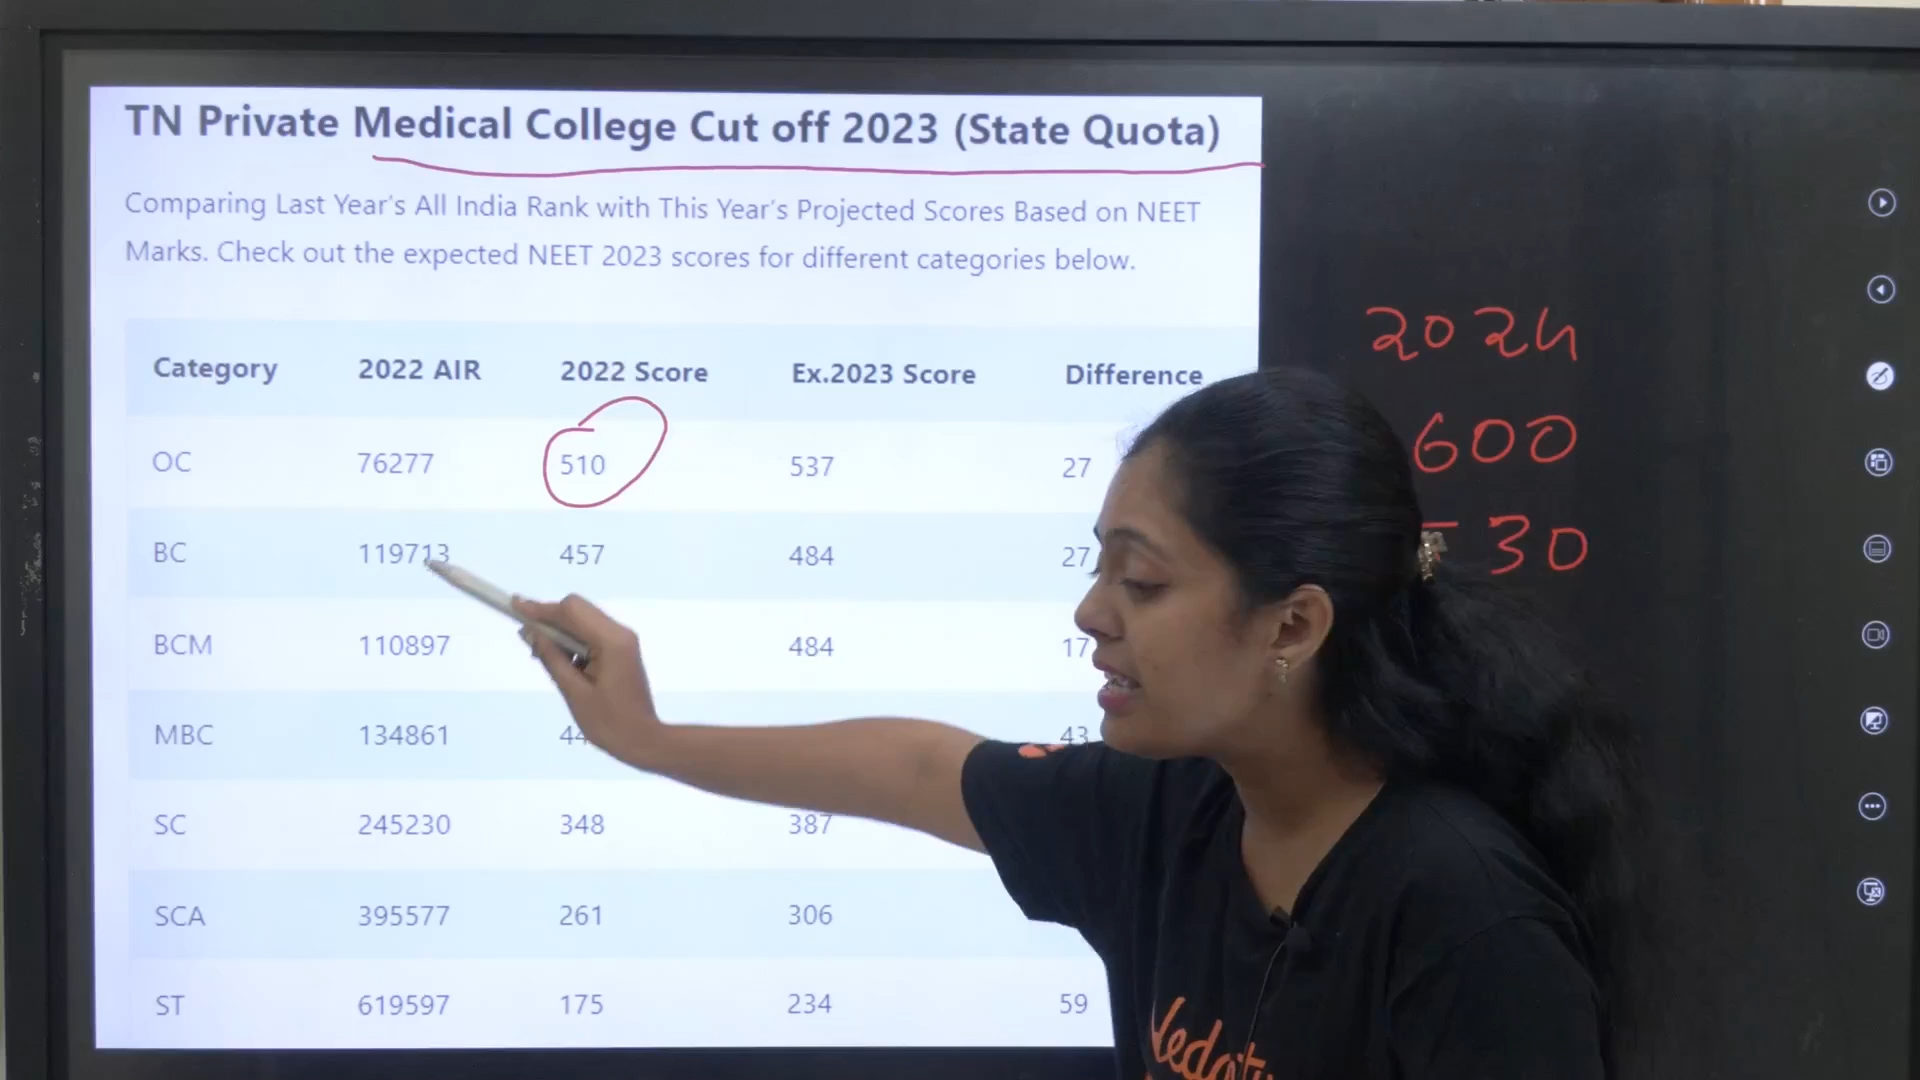 TN Private Medical College Cut off 2023 (State Quota)
Comparing Last Year's All India Rank with This Year's Projected Scores Based on NEET
Marks. Check out the expected NEET 2023 scores for different categories below.
Category 2022 AIR 2022 Score Ex.2023 Score Difference
OC 76277 510 537 27
BC 119713 457 484 27
BCM 110897 484 17
MBC 134861 43
SC 245230 348 387
SCA 395577 261 306
ST 619597 175 234 59
2024
600
30